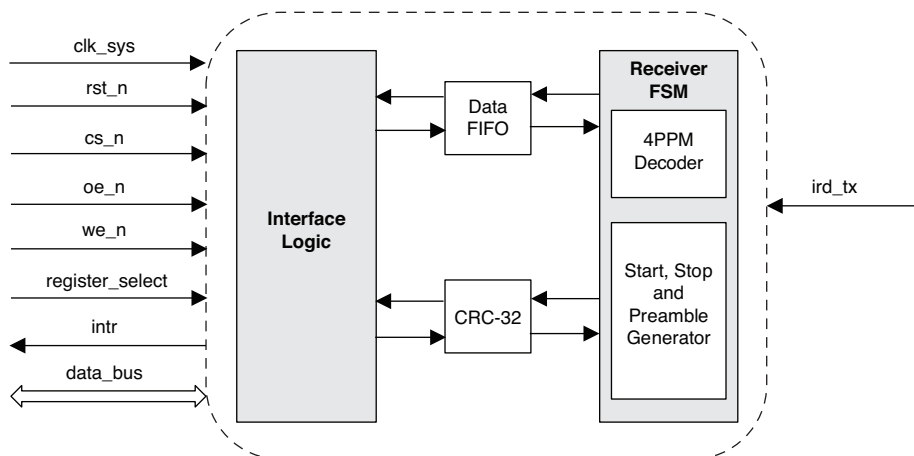 clk_sys
rst_n
cs_n
oe_n
we_n
register_select
intr
data_bus
Interface
Logic
Data
FIFO
CRC-32
Receiver
FSM
4PPM
Decoder
Start, Stop
and
Preamble
Generator
ird_tx